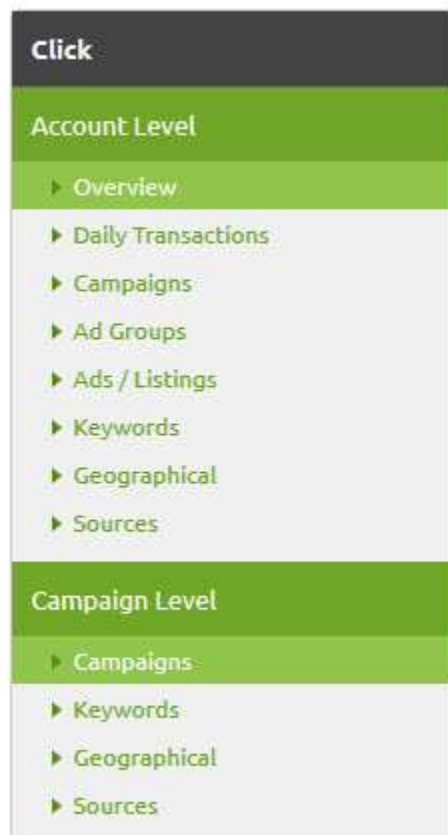 Click
Account Level
Overview
Daily Transactions
Campaigns
Ad Groups
Ads / Listings
Keywords
Geographical
Sources
Campaign Level
Campaigns
Keywords
Geographical
Sources